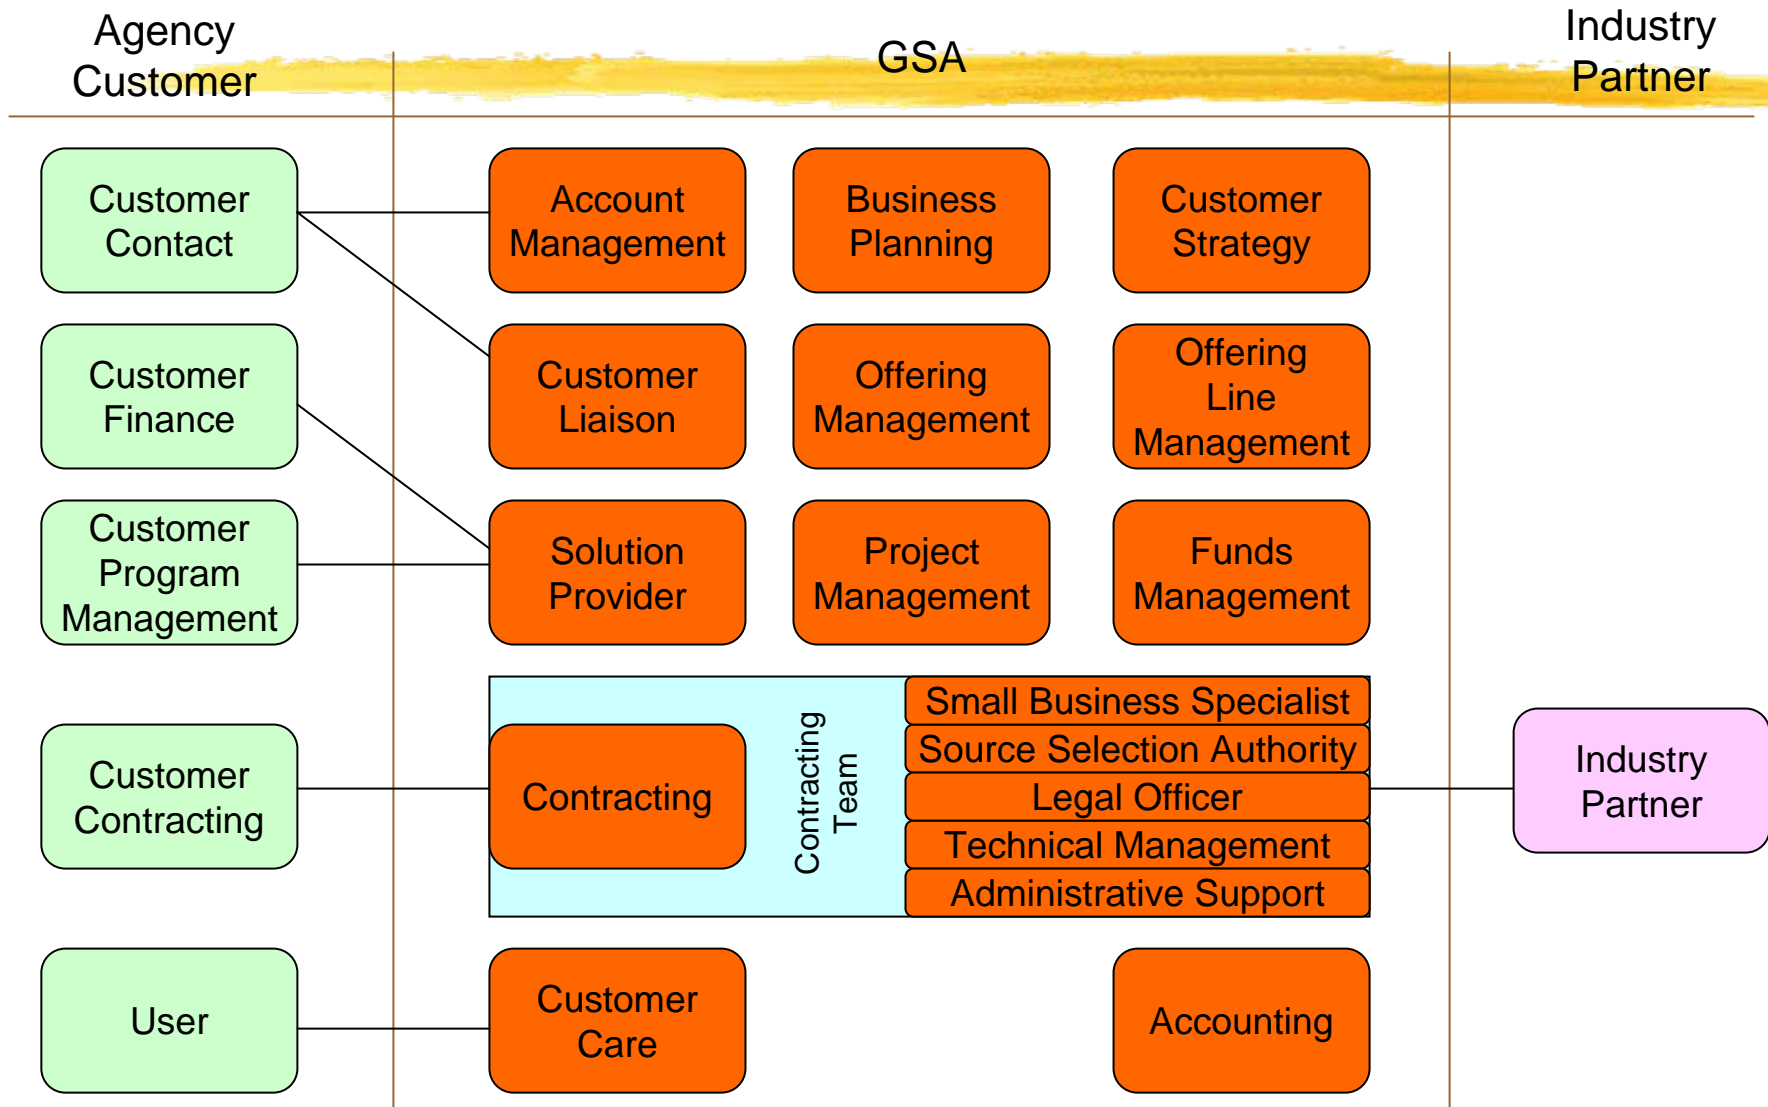 Agency
Customer
GSA
Industry
Partner
Customer
Contact
Account
Management
Business
Planning
Customer
Strategy
Customer
Finance
Customer
Liaison
Offering
Management
Offering
Line
Management
Customer
Program
Management
Solution
Provider
Project
Management
Funds
Management
Customer
Contracting
Contracting
Contracting
Team
Small Business Specialist
Source Selection Authority
Legal Officer
Technical Management
Administrative Support
Industry
Partner
User
Customer
Care
Accounting